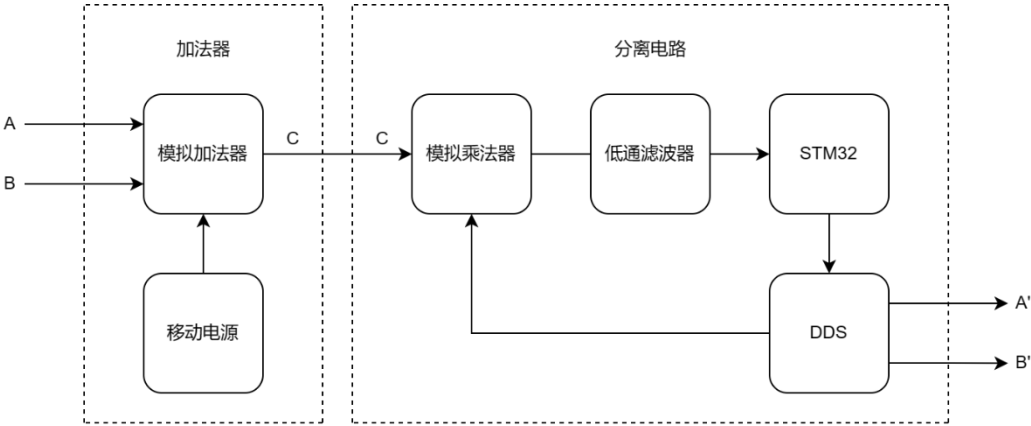 加法器
分离电路
A
B
模拟加法器
C
C
模拟乘法器
低通滤波器
STM32
移动电源
DDS
A'
B'